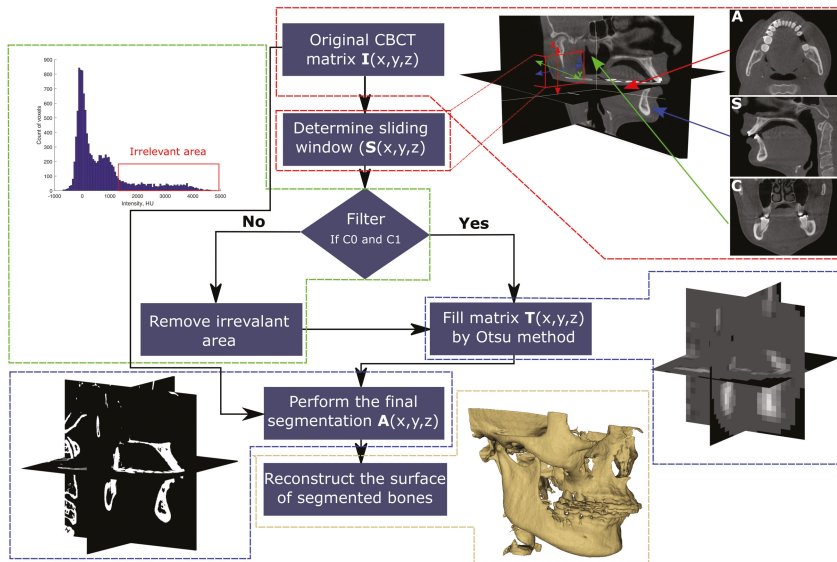 Original CBCT
matrix I(x,y,z)
A
S
C
Determine sliding
window (S(x,y,z)
900
800
700
600
500
400
300
200
100
0
Count of voxels
Irrelevant area
-1000
0
1000
2000
3000
4000
5000
Intensity, HU
No
Yes
Filter
If C0 and C1
Remove irrevalant
area
Fill matrix T(x,y,z)
by Otsu method
Perform the final
segmentation A(x,y,z)
Reconstruct the surface
of segmented bones